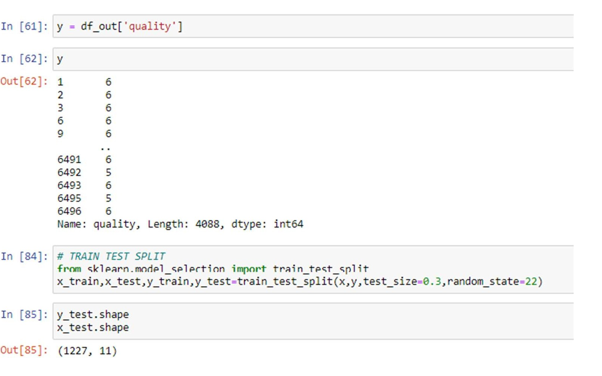 In [61]: y = df_out['quality']
In [62]: y
Out[62]: 1 6
2 6
3 6
6 6
9 6
..
6491 6
6492 5
6493 6
6495 5
6496 6
Name: quality, Length: 4088, dtype: int64
In [84]: # TRAIN TEST SPLIT
from sklearn.model_selection import train_test_split
x_train,x_test,y_train,y_test=train_test_split(x,y,test_size=0.3,random_state=22)
In [85]: y_test.shape
x_test.shape
Out[85]: (1227, 11)